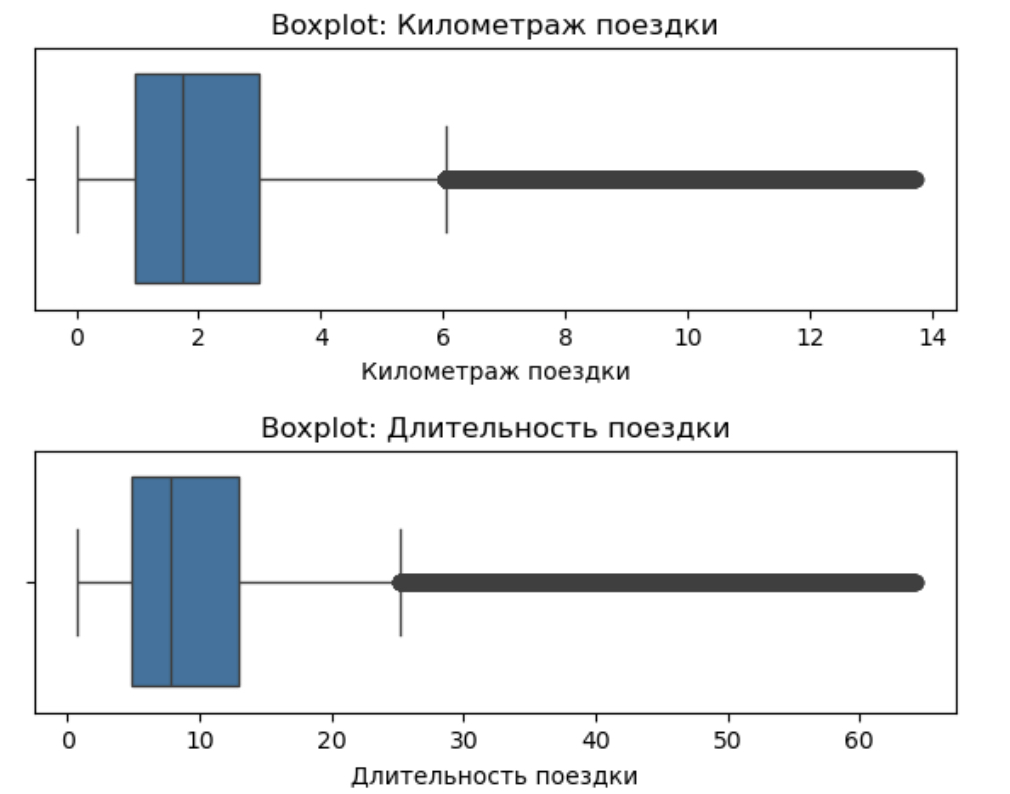 Boxplot: Километраж поездки
0 2 4 6 8 10 12 14
Километраж поездки
Boxplot: Длительность поездки
0 10 20 30 40 50 60
Длительность поездки